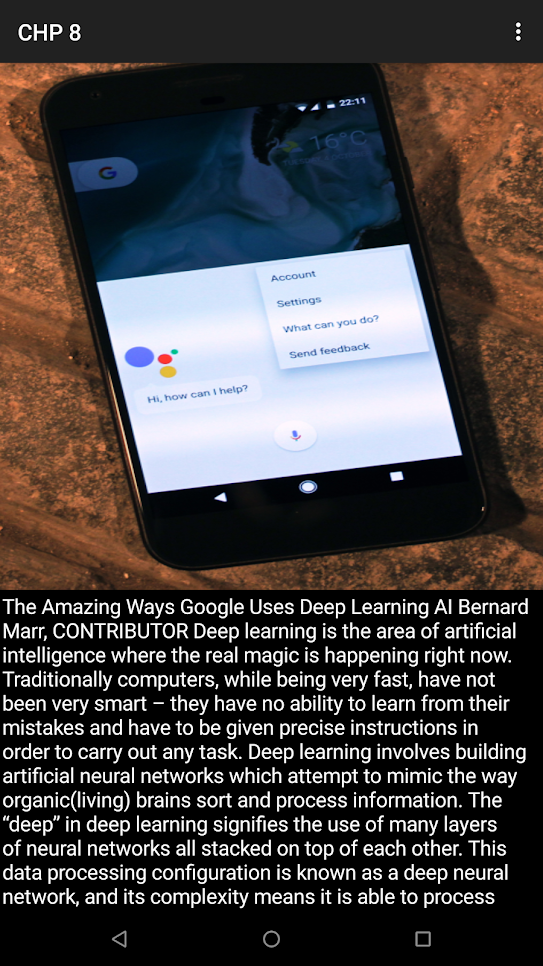 CHP 8
22:11
16°C
G
Account
Settings
What can you do?
Send feedback
Hi, how can I help?
The Amazing Ways Google Uses Deep Learning AI Bernard
Marr, CONTRIBUTOR Deep learning is the area of artificial
intelligence where the real magic is happening right now.
Traditionally computers, while being very fast, have not
been very smart – they have no ability to learn from their
mistakes and have to be given precise instructions in
order to carry out any task. Deep learning involves building
artificial neural networks which attempt to mimic the way
organic(living) brains sort and process information. The
“deep” in deep learning signifies the use of many layers
of neural networks all stacked on top of each other. This
data processing configuration is known as a deep neural
network, and its complexity means it is able to process